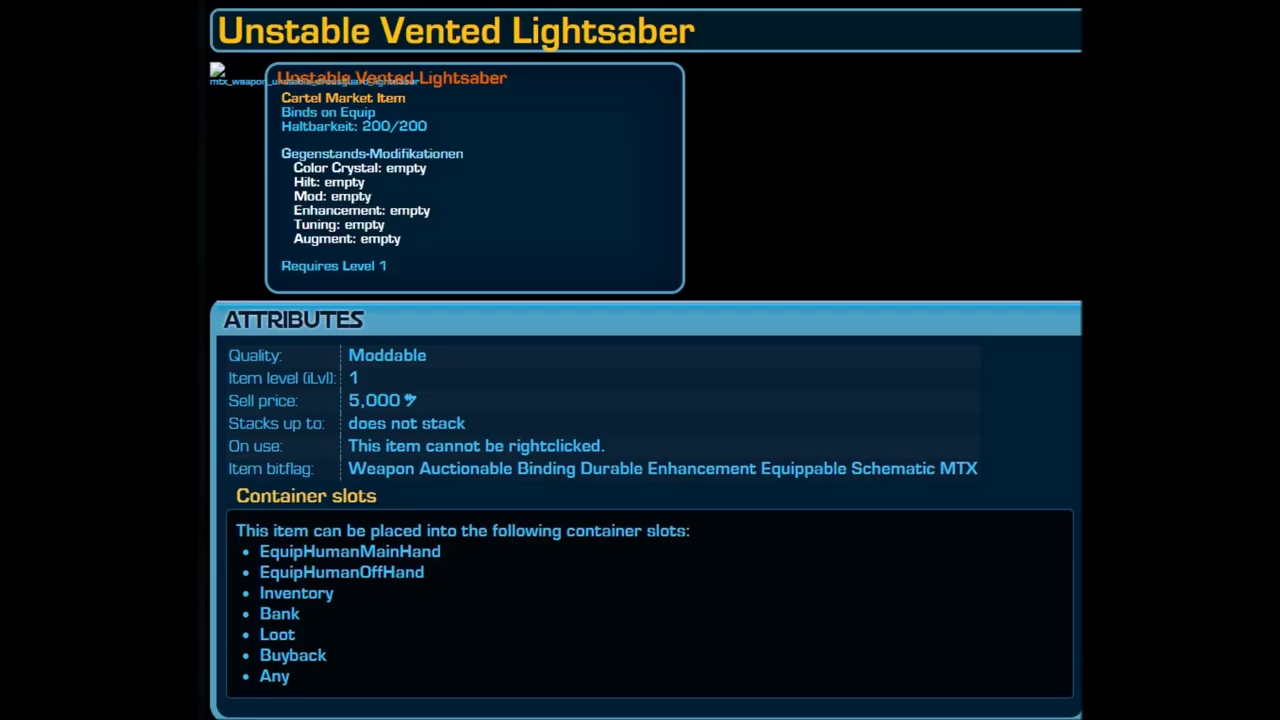 Unstable Vented Lightsaber
Unstable Vented Lightsaber
Cartel Market Item
Binds on Equip
Haltbarkeit: 200/200
Gegenstands-Modifikationen
Color Crystal: empty
Hilt: empty
Mod: empty
Enhancement: empty
Tuning: empty
Augment: empty
Requires Level 1
ATTRIBUTES
Quality: Moddable
Item level (iLvl): 1
Sell price: 5,000
Stacks up to: does not stack
On use: This item cannot be rightclicked.
Item bitflag: Weapon Auctionable Binding Durable Enhancement Equippable Schematic MTX
Container slots
This item can be placed into the following container slots:
• EquipHumanMainHand
• EquipHumanOffHand
• Inventory
• Bank
• Loot
• Buyback
• Any